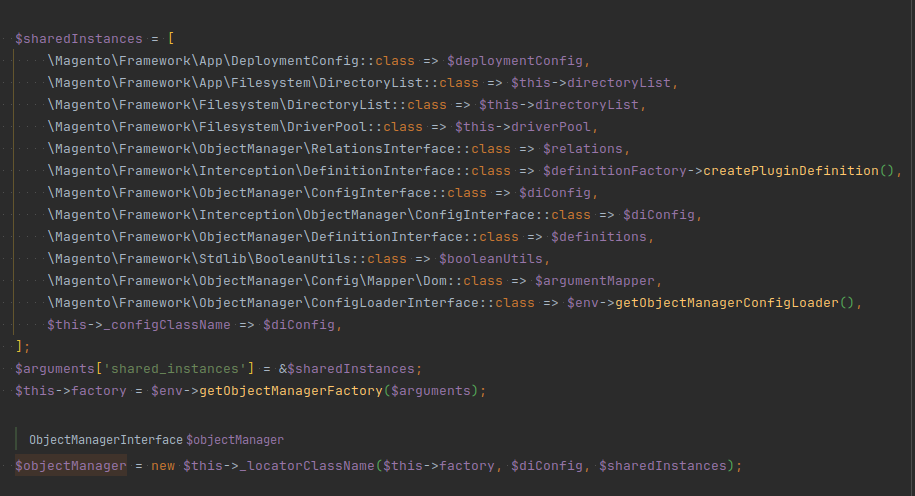 $sharedInstances = [
\Magento\Framework\App\DeploymentConfig::class => $deploymentConfig,
\Magento\Framework\App\Filesystem\DirectoryList::class => $this->directoryList,
\Magento\Framework\Filesystem\DirectoryList::class => $this->directoryList,
\Magento\Framework\Filesystem\DriverPool::class => $this->driverPool,
\Magento\Framework\ObjectManager\RelationsInterface::class => $relations,
\Magento\Framework\Interception\DefinitionInterface::class => $definitionFactory->createPluginDefinition(),
\Magento\Framework\ObjectManager\ConfigInterface::class => $diConfig,
\Magento\Framework\Interception\ObjectManager\ConfigInterface::class => $diConfig,
\Magento\Framework\ObjectManager\DefinitionInterface::class => $definitions,
\Magento\Framework\Stdlib\BooleanUtils::class => $booleanUtils,
\Magento\Framework\ObjectManager\Config\Mapper\Dom::class => $argumentMapper,
\Magento\Framework\ObjectManager\ConfigLoaderInterface::class => $env->getObjectManagerConfigLoader(),
$this->_configClassName => $diConfig,
];
$arguments['shared_instances'] = &$sharedInstances;
$this->factory = $env->getObjectManagerFactory($arguments);
ObjectManagerInterface $objectManager
$objectManager = new $this->_locatorClassName($this->factory, $diConfig, $sharedInstances);